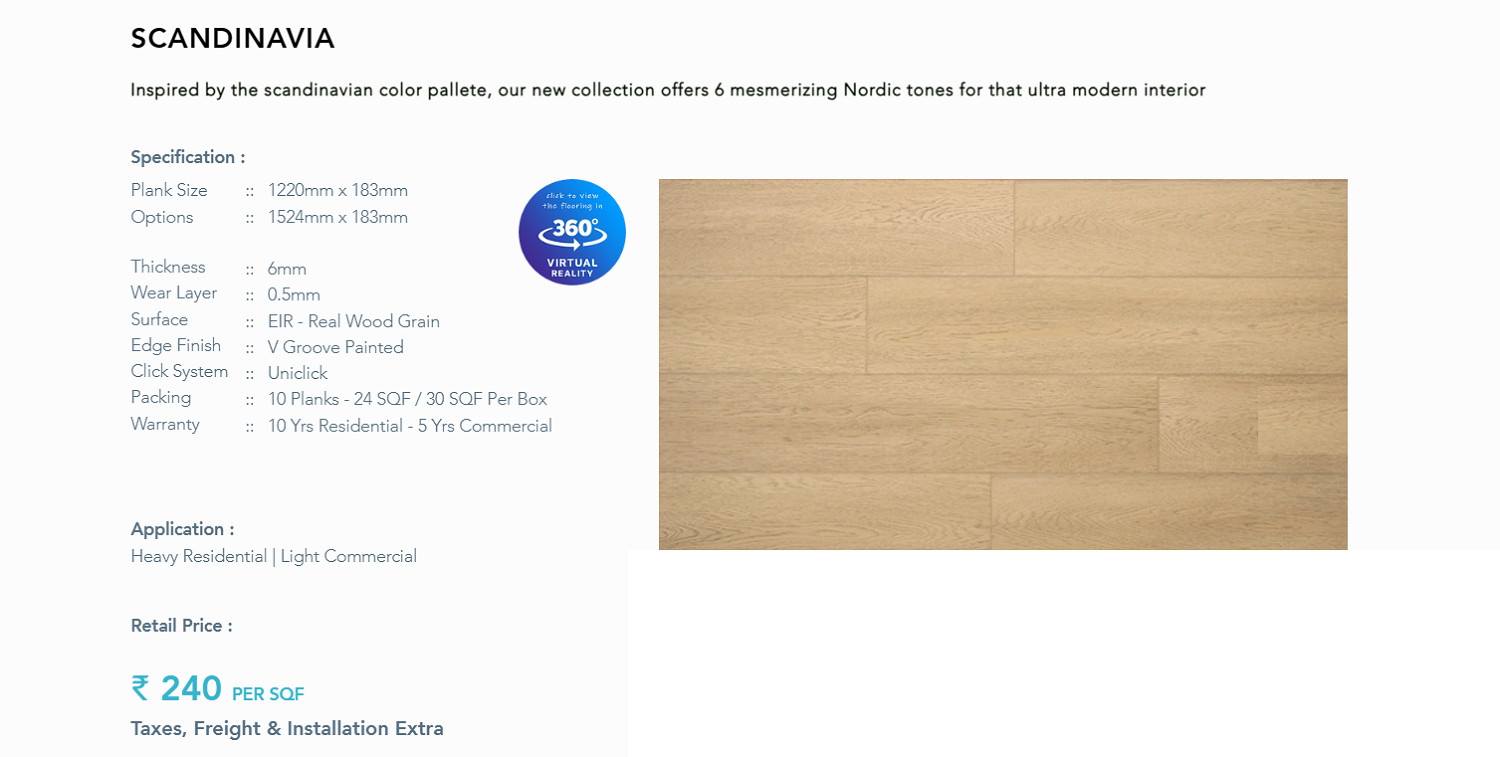 SCANDINAVIA
Inspired by the scandinavian color pallete, our new collection offers 6 mesmerizing Nordic tones for that ultra modern interior
Specification :
Plank Size :: 1220mm x 183mm
Options :: 1524mm x 183mm
click to view
the flooring in
360°
VIRTUAL
REALITY
Thickness :: 6mm
Wear Layer :: 0.5mm
Surface :: EIR - Real Wood Grain
Edge Finish :: V Groove Painted
Click System :: Uniclick
Packing :: 10 Planks - 24 SQF / 30 SQF Per Box
Warranty :: 10 Yrs Residential - 5 Yrs Commercial
Application :
Heavy Residential | Light Commercial
Retail Price :
₹ 240 PER SQF
Taxes, Freight & Installation Extra